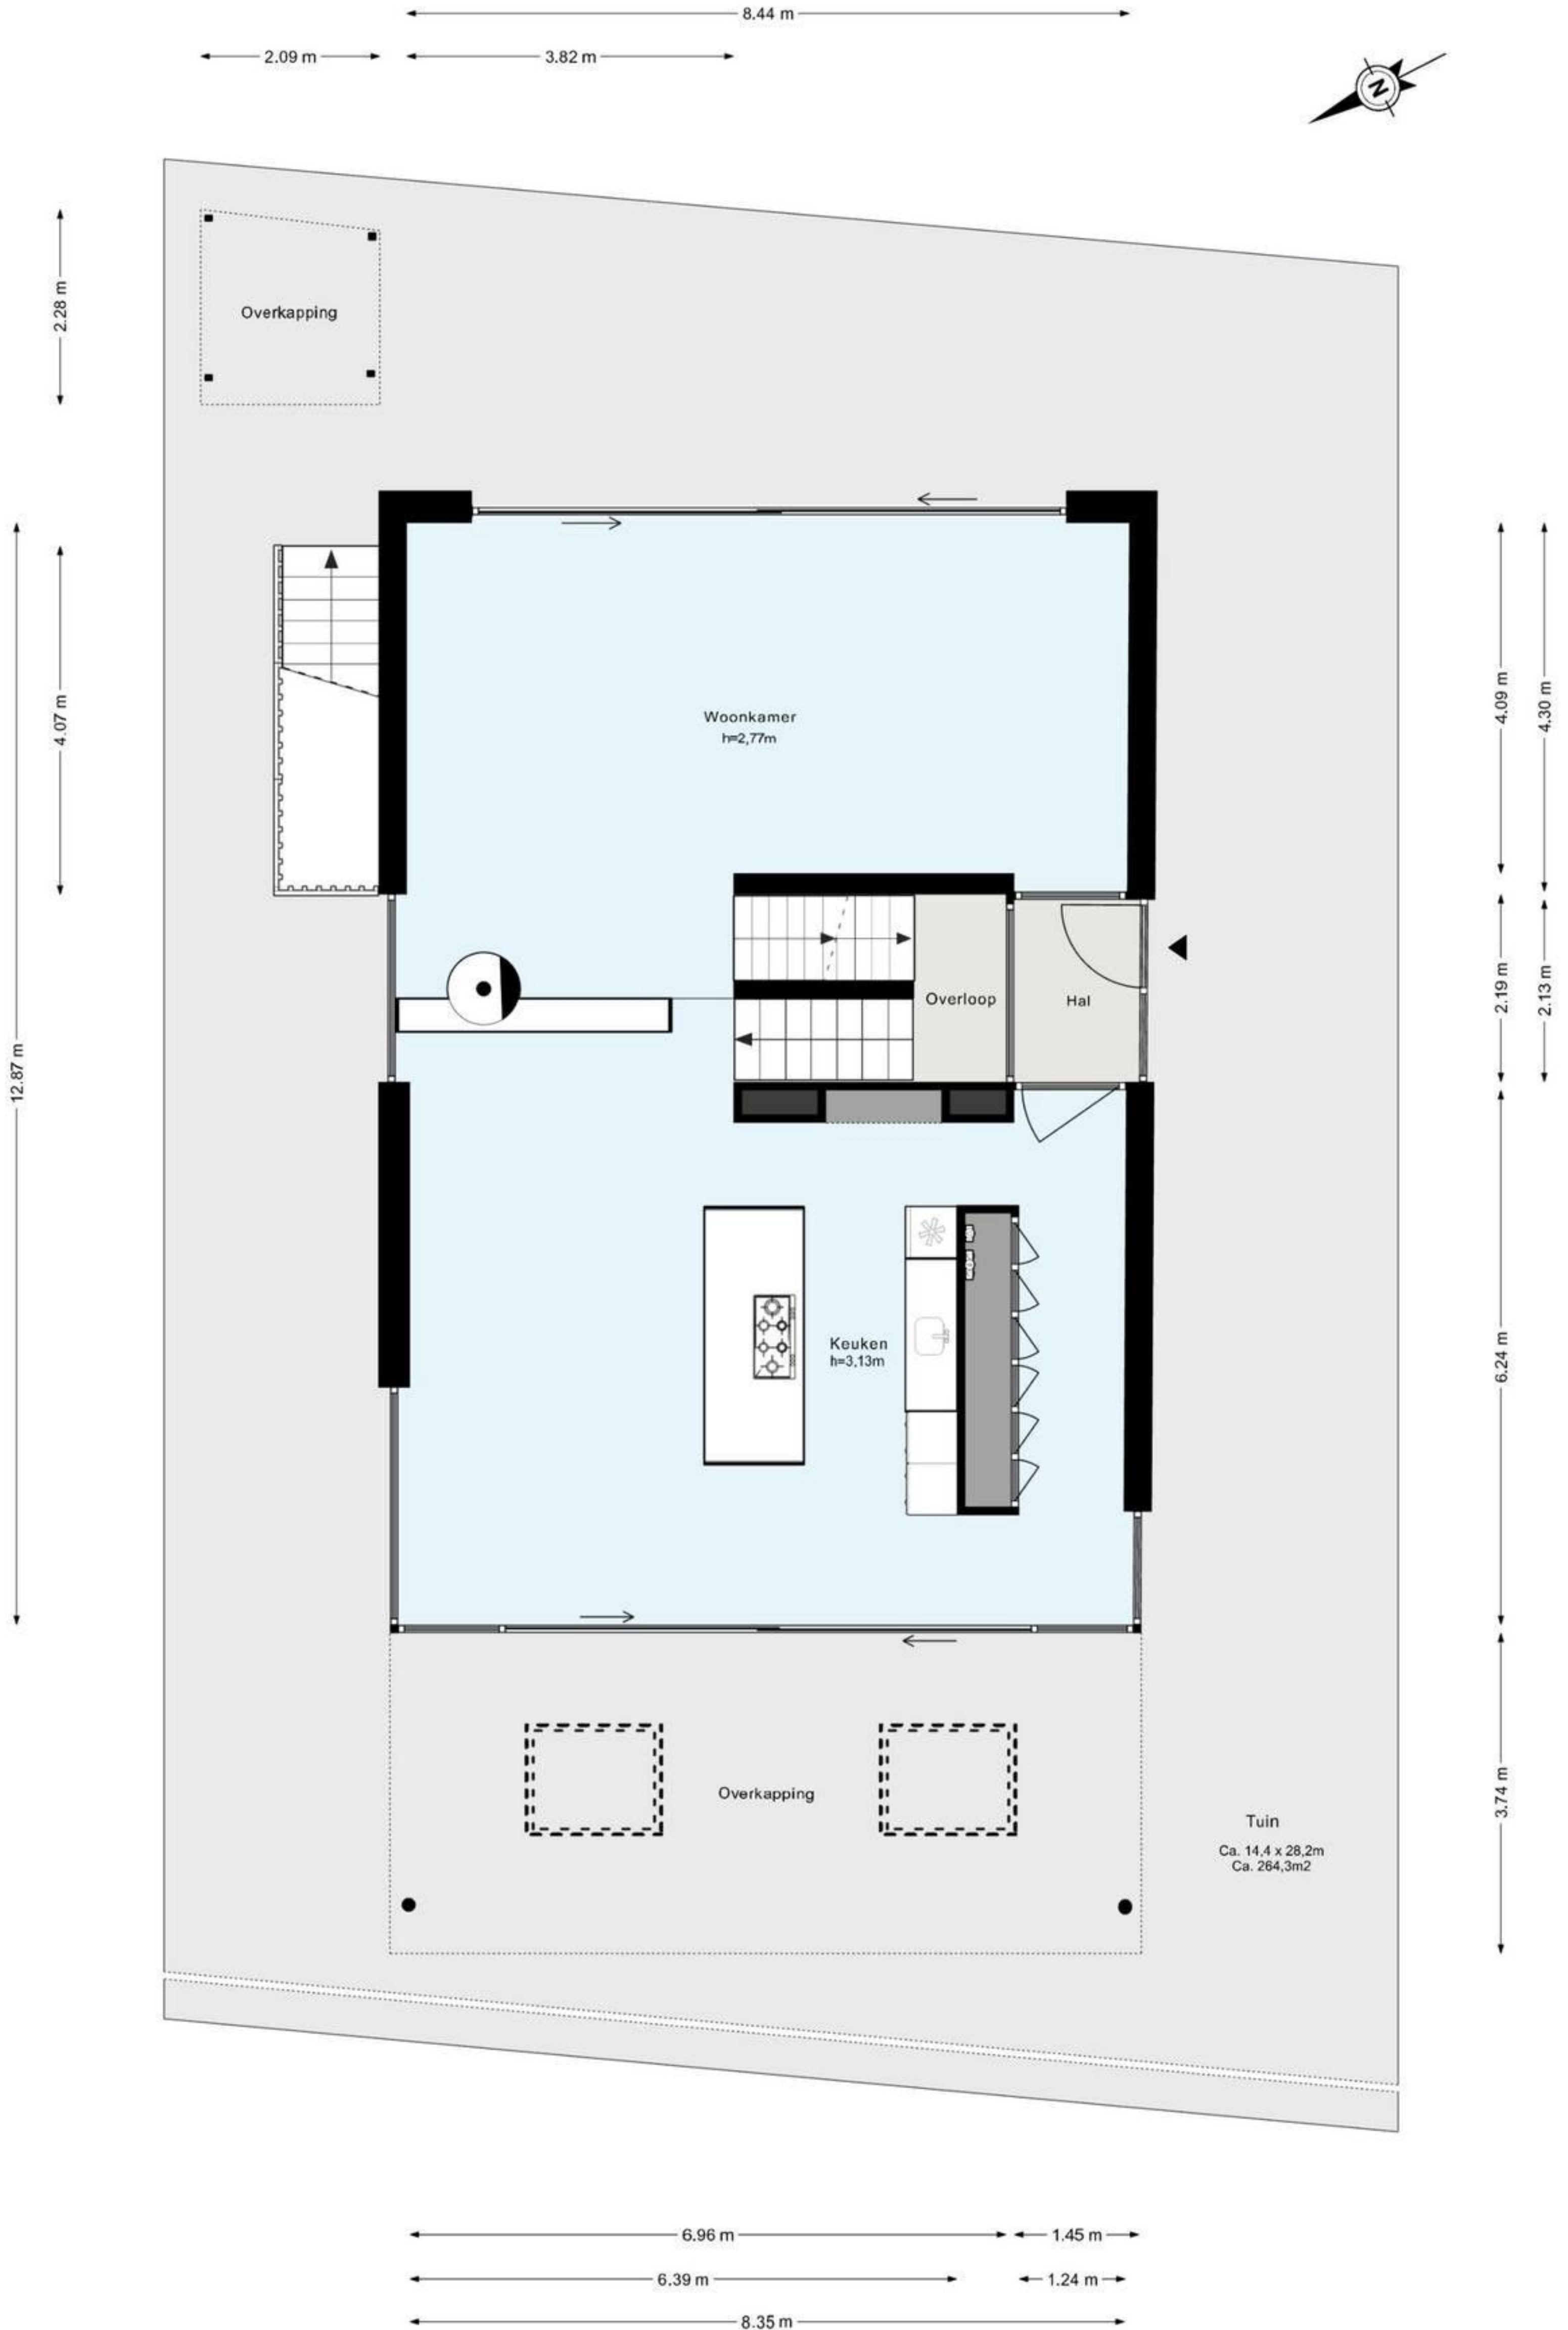 8.44 m
2.09 m
3.82 m
N
2.28 m
Overkapping
4.07 m
12.87 m
4.09 m
4.30 m
Woonkamer
h=2,77m
2.19 m
2.13 m
Overloop
Hal
Keuken
h=3,13m
6.24 m
Overkapping
3.74 m
Tuin
Ca. 14,4 x 28,2m
Ca. 264,3m2
6.96 m
1.45 m
6.39 m
1.24 m
8.35 m